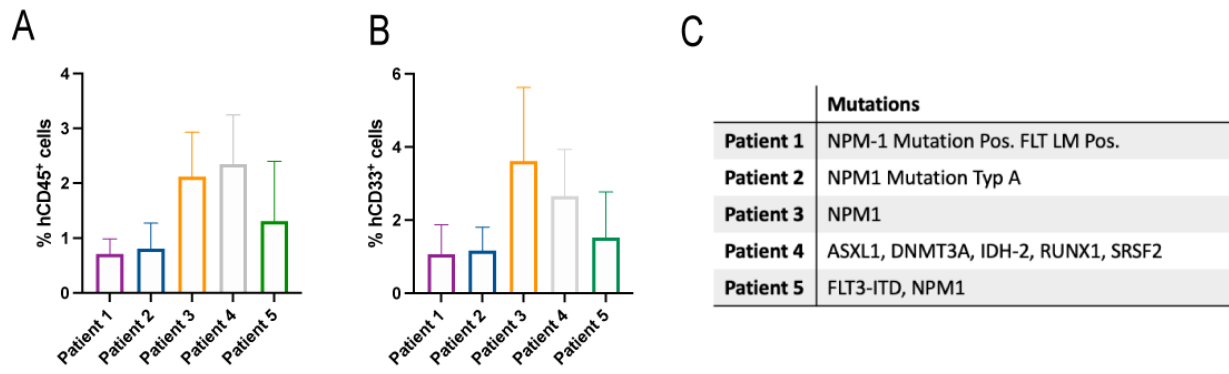 A
% hCD45+ cells
4
3
2
1
0
Patient 1
Patient 2
Patient 3
Patient 4
Patient 5
B
% hCD33+ cells
6
4
2
0
Patient 1
Patient 2
Patient 3
Patient 4
Patient 5
C
Mutations
Patient 1 NPM-1 Mutation Pos. FLT LM Pos.
Patient 2 NPM1 Mutation Typ A
Patient 3 NPM1
Patient 4 ASXL1, DNMT3A, IDH-2, RUNX1, SRSF2
Patient 5 FLT3-ITD, NPM1